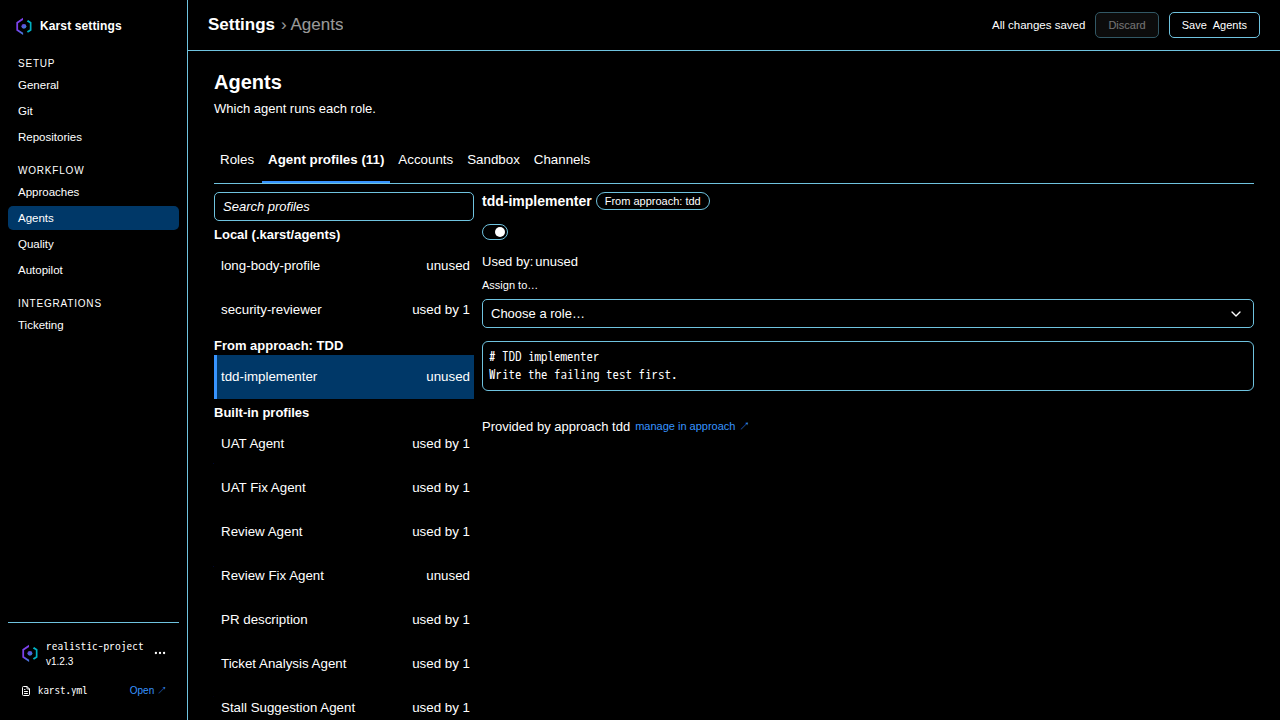 Karst settings
SETUP
General
Git
Repositories
WORKFLOW
Approaches
Agents
Quality
Autopilot
INTEGRATIONS
Ticketing
realistic-project
v1.2.3
karst.yml
Open ↗
Settings › Agents
All changes saved
Discard
Save Agents
Agents
Which agent runs each role.
Roles
Agent profiles (11)
Accounts
Sandbox
Channels
Search profiles
Local (.karst/agents)
long-body-profile unused
security-reviewer used by 1
From approach: TDD
tdd-implementer unused
Built-in profiles
UAT Agent used by 1
UAT Fix Agent used by 1
Review Agent used by 1
Review Fix Agent unused
PR description used by 1
Ticket Analysis Agent used by 1
Stall Suggestion Agent used by 1
tdd-implementer From approach: tdd
Used by: unused
Assign to…
Choose a role…
# TDD implementer
Write the failing test first.
Provided by approach tdd manage in approach ↗